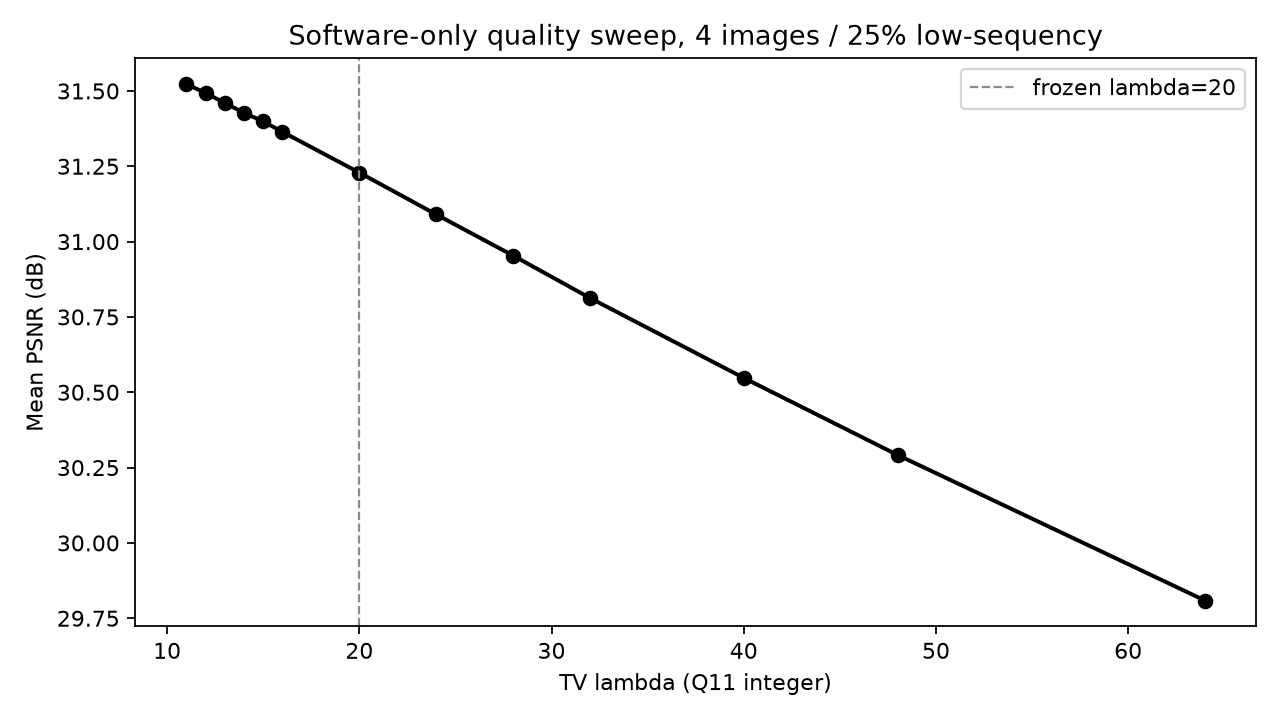 Software-only quality sweep, 4 images / 25% low-sequency
frozen lambda=20
Mean PSNR (dB)
31.50
31.25
31.00
30.75
30.50
30.25
30.00
29.75
10 20 30 40 50 60
TV lambda (Q11 integer)